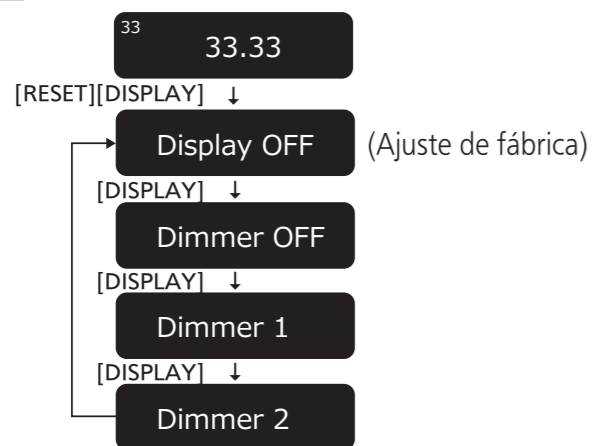 33
33.33
[RESET][DISPLAY] ↓
Display OFF (Ajuste de fábrica)
[DISPLAY] ↓
Dimmer OFF
[DISPLAY] ↓
Dimmer 1
[DISPLAY] ↓
Dimmer 2